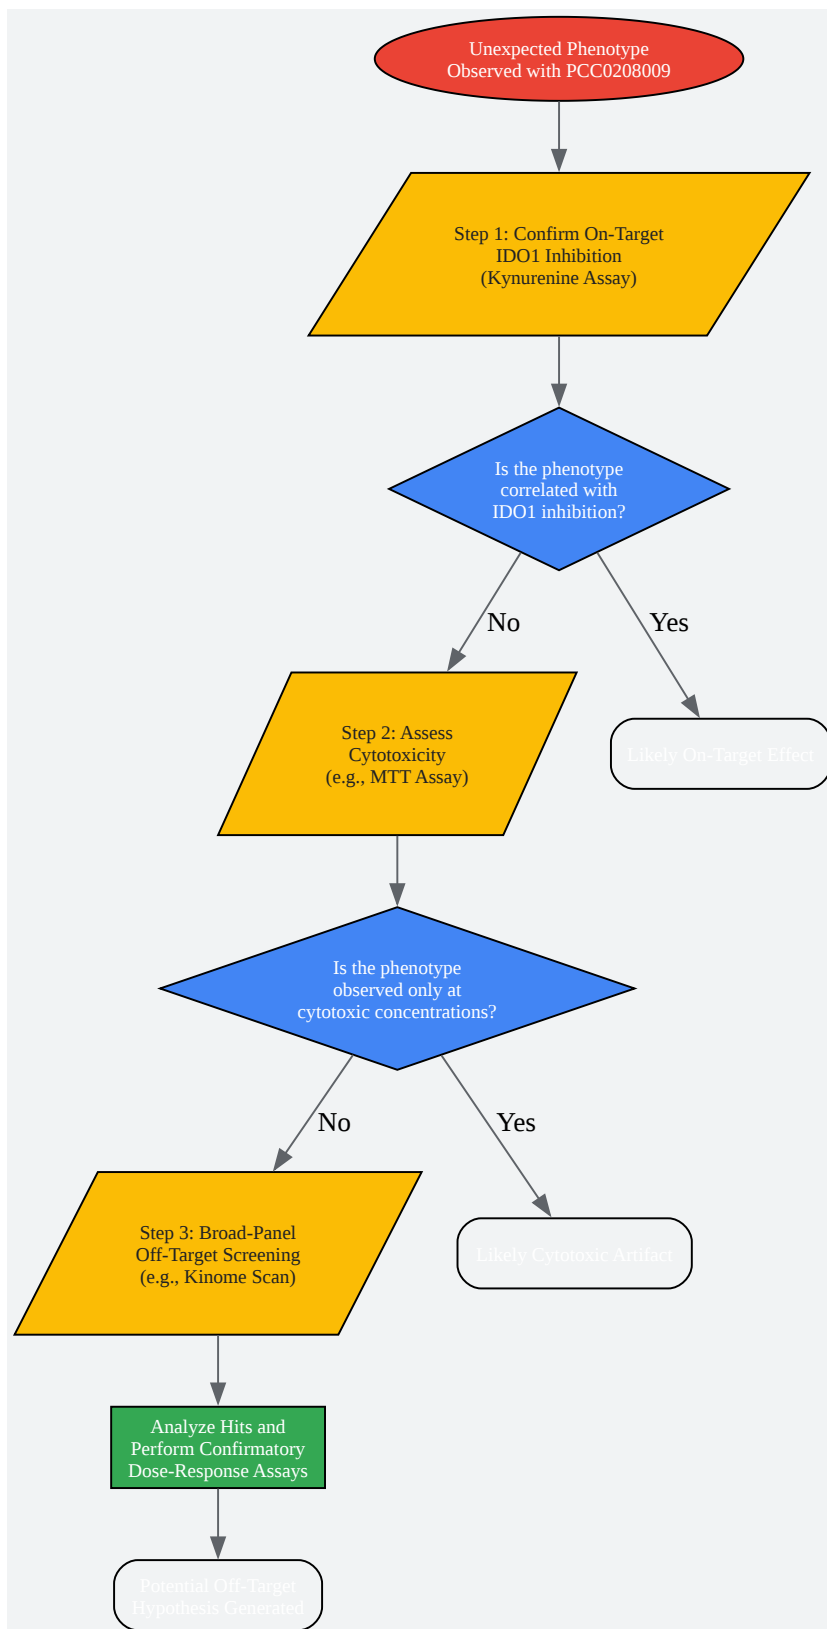 Unexpected Phenotype
Observed with PCC0208009
Step 1: Confirm On-Target
IDO1 Inhibition
(Kynurenine Assay)
Is the phenotype
correlated with
IDO1 inhibition?
No
Yes
Step 2: Assess
Cytotoxicity
(e.g., MTT Assay)
Likely On-Target Effect
Is the phenotype
observed only at
cytotoxic concentrations?
No
Yes
Step 3: Broad-Panel
Off-Target Screening
(e.g., Kinome Scan)
Likely Cytotoxic Artifact
Analyze Hits and
Perform Confirmatory
Dose-Response Assays
Potential Off-Target
Hypothesis Generated